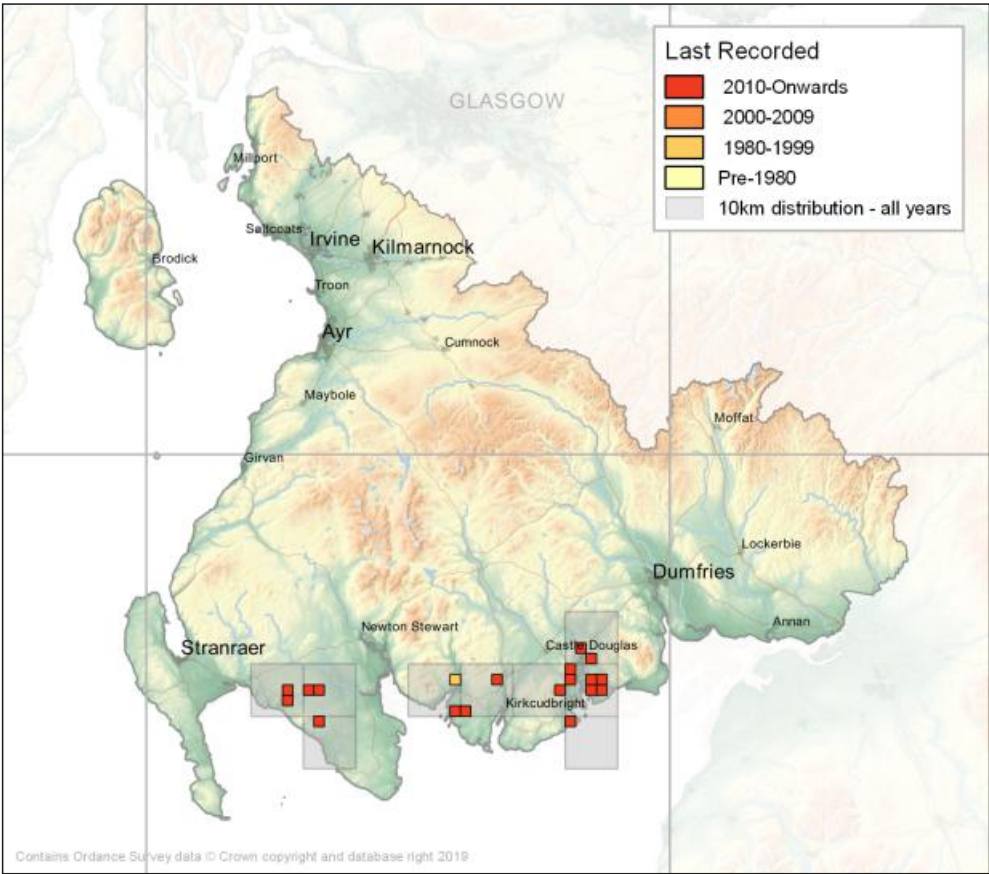 Last Recorded
2010-Onwards
2000-2009
1980-1999
Pre-1980
10km distribution - all years
GLASGOW
Millport
Saltcoats
Irvine
Kilmarnock
Brodick
Troon
Ayr
Cumnock
Maybole
Moffat
Girvan
Lockerbie
Dumfries
Annan
Newton Stewart
Castle Douglas
Stranraer
Kirkcudbright
Contains Ordance Survey data © Crown copyright and database right 2019